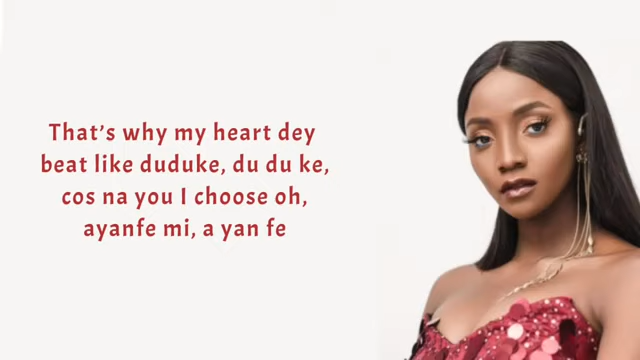 That's why my heart dey
beat like duduke, du du ke,
cos na you I choose oh,
ayanfe mi, a yan fe